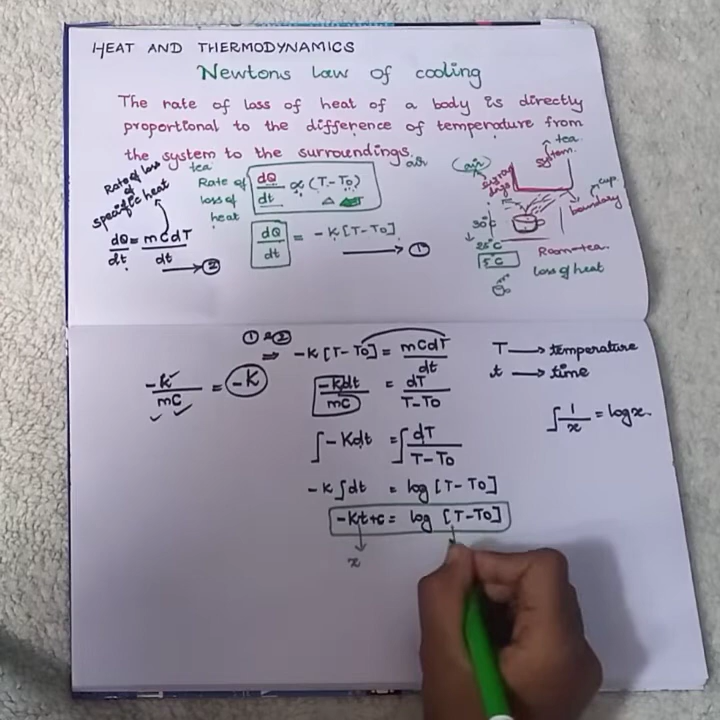 HEAT AND THERMODYNAMICS
Newtons law of cooling
The rate of loss of heat of a body is directly
proportional to the difference of temperature from
the system to the surroundings.
tea
air
Rate of loss
of
specific heat
dQ/dt = mCdT/dt → ②
Rate of
loss of
heat
dQ/dt ∝ (T-To)
dQ/dt = -K[T-To] → ①
air
tea
system
cup
boundary
30°C
25°C
5°C
Room-tea
loss of heat
① & ②
⇒ -K[T-To] = mCdT/dt
-K/mC = -K
-Kdt/mC = dT/T-To
∫-Kdt = ∫dT/T-To
-K∫dt = log [T-To]
-Kt+c = log [T-To]
x
T → temperature
t → time
∫1/x = logx.